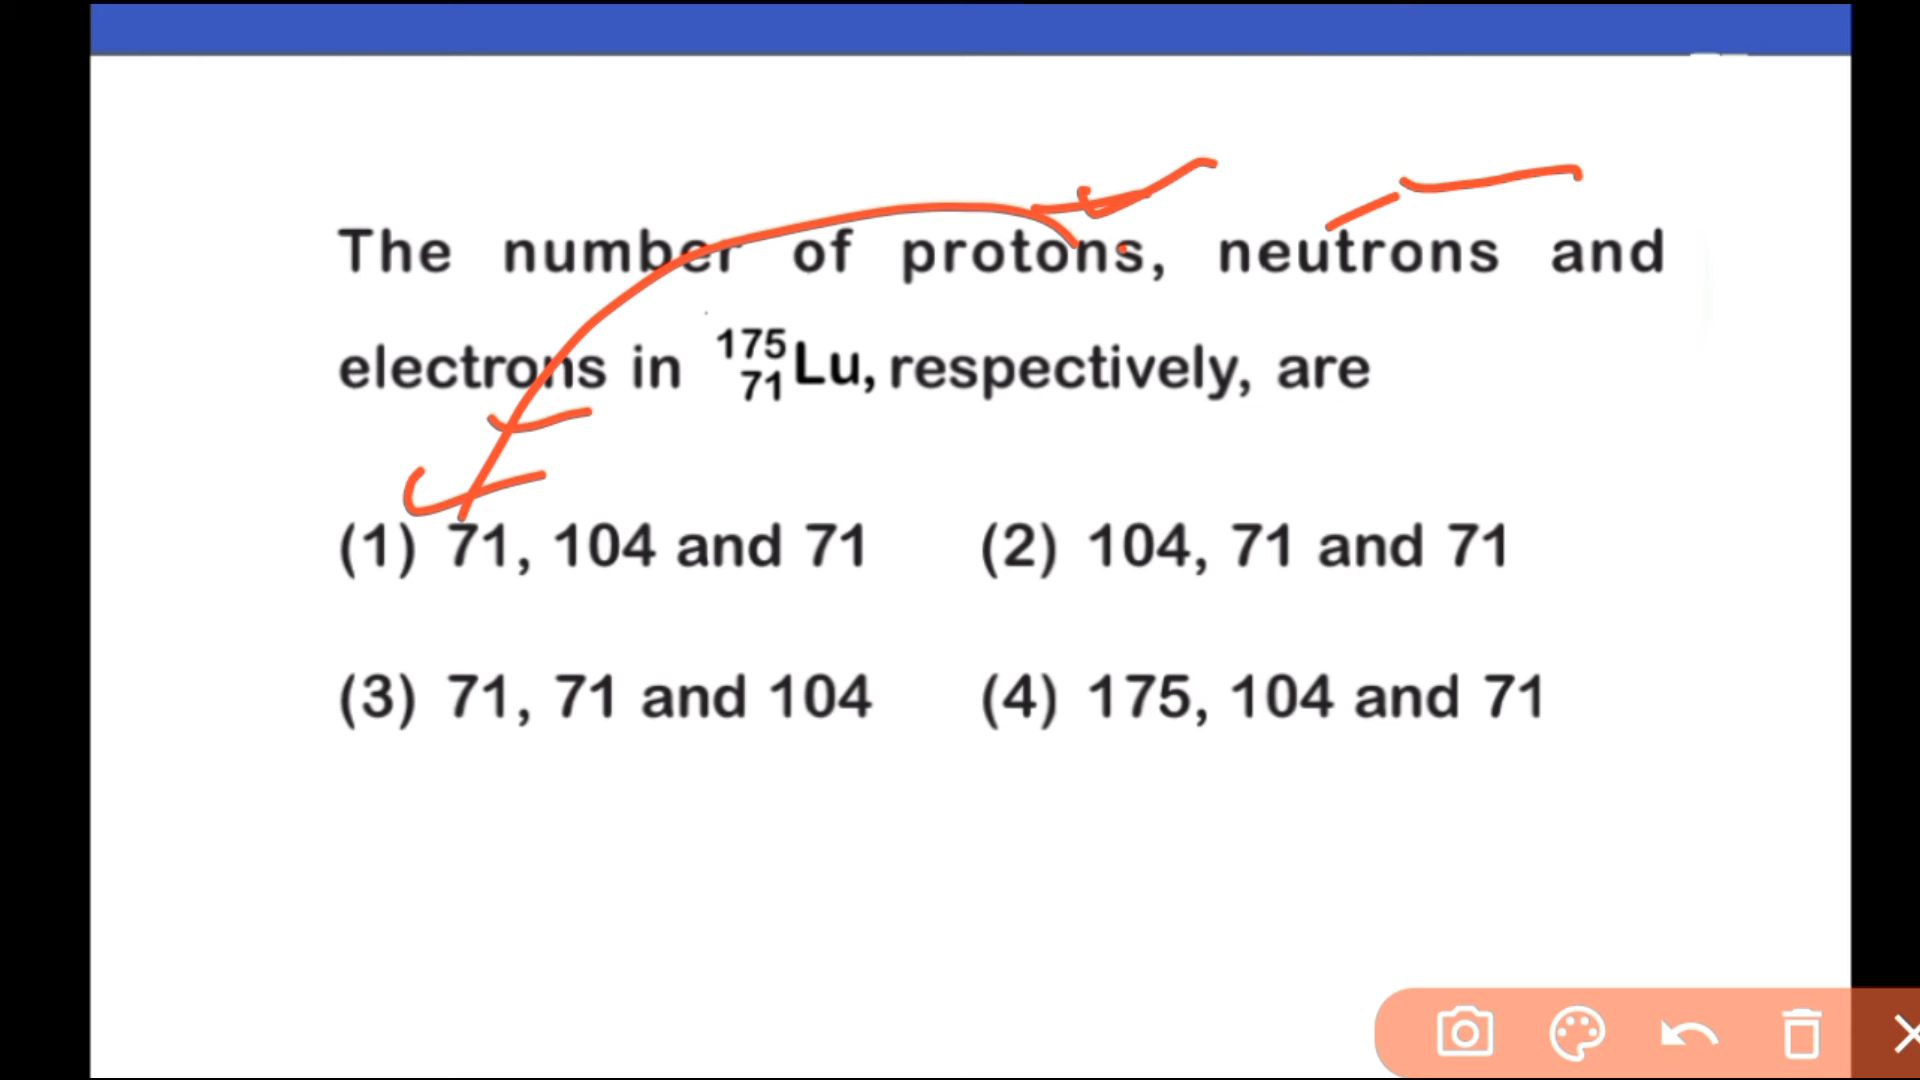 The number of protons, neutrons and
electrons in ¹⁷⁵₇₁Lu, respectively, are
(1) 71, 104 and 71 (2) 104, 71 and 71
(3) 71, 71 and 104 (4) 175, 104 and 71